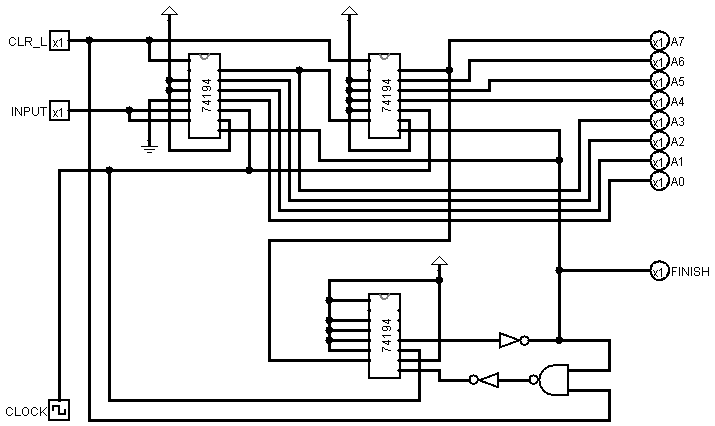 CLR_L x1
INPUT x1
74194
74194
x1 A7
x1 A6
x1 A5
x1 A4
x1 A3
x1 A2
x1 A1
x1 A0
x1 FINISH
74194
CLOCK